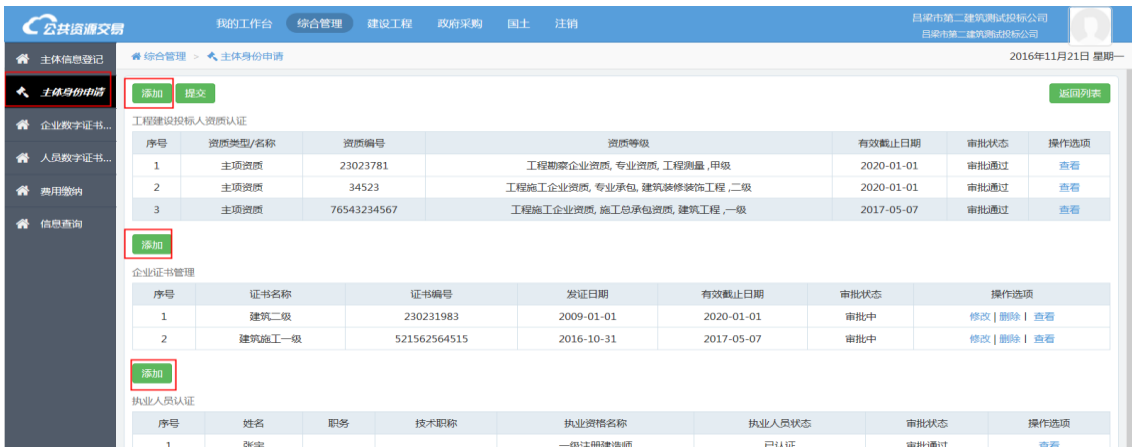 公共资源交易 我的工作台 综合管理 建设工程 政府采购 国土 注销 吕梁市第二建筑测试投标公司
吕梁市第二建筑测试投标公司
主体信息登记 综合管理 > 主体身份申请 2016年11月21日 星期一
主体身份申请 添加 提交 返回列表
企业数字证书... 工程建设投标人资质认证
序号 资质类型/名称 资质编号 资质等级 有效截止日期 审批状态 操作选项
人员数字证书... 1 主项资质 23023781 工程勘察企业资质, 专业资质, 工程测量 ,甲级 2020-01-01 审批通过 查看
费用缴纳 2 主项资质 34523 工程施工企业资质, 专业承包, 建筑装修装饰工程 ,二级 2020-01-01 审批通过 查看
信息查询 3 主项资质 76543234567 工程施工企业资质, 施工总承包资质, 建筑工程 ,一级 2017-05-07 审批通过 查看
添加
企业证书管理
序号 证书名称 证书编号 发证日期 有效截止日期 审批状态 操作选项
1 建筑二级 230231983 2009-01-01 2020-01-01 审批中 修改 | 删除 | 查看
2 建筑施工一级 521562564515 2016-10-31 2017-05-07 审批中 修改 | 删除 | 查看
添加
执业人员认证
序号 姓名 职务 技术职称 执业资格名称 执业人员状态 审批状态 操作选项
1 一级注册建造师 已认证 审批通过 查看